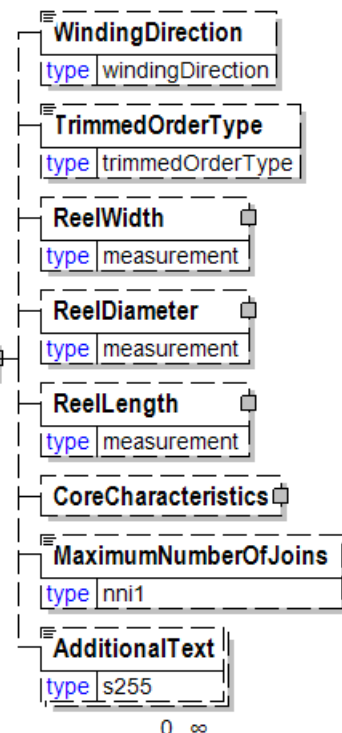 WindingDirection
type windingDirection
TrimmedOrderType
type trimmedOrderType
ReelWidth
type measurement
ReelDiameter
type measurement
ReelLength
type measurement
CoreCharacteristics
MaximumNumberOfJoins
type nni1
AdditionalText
type s255
0 ∞